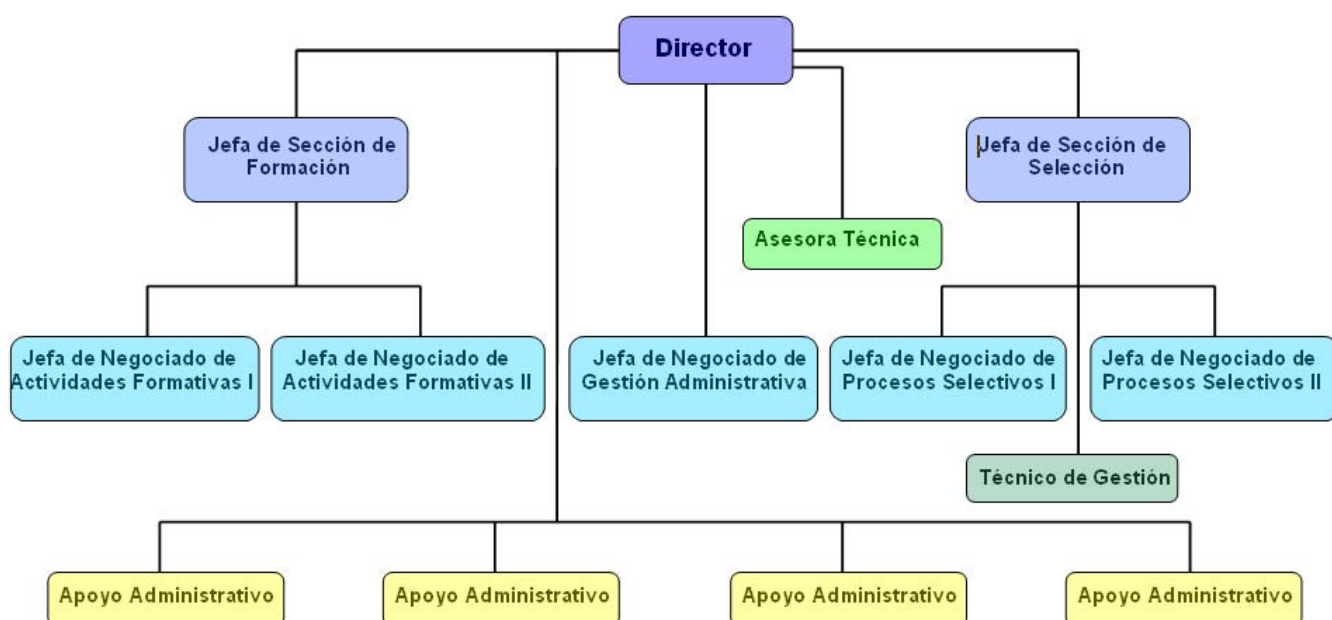 Director
Jefa de Sección de
Formación
Jefa de Sección de
Selección
Asesora Técnica
Jefa de Negociado de
Actividades Formativas I
Jefa de Negociado de
Actividades Formativas II
Jefa de Negociado de
Gestión Administrativa
Jefa de Negociado de
Procesos Selectivos I
Jefa de Negociado de
Procesos Selectivos II
Técnico de Gestión
Apoyo Administrativo
Apoyo Administrativo
Apoyo Administrativo
Apoyo Administrativo